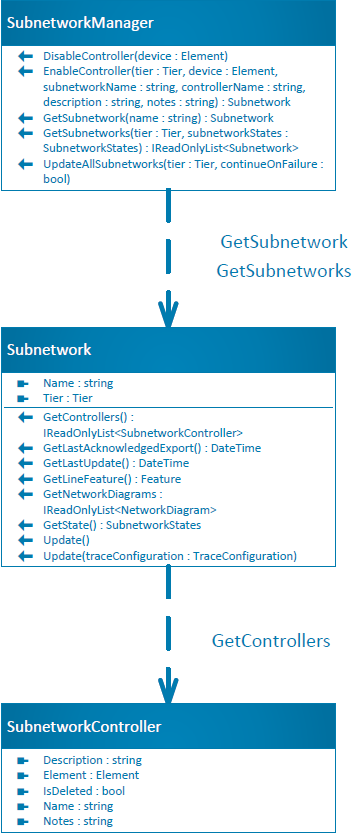 SubnetworkManager
DisableController(device : Element)
EnableController(tier : Tier, device : Element,
subnetworkName : string, controllerName : string,
description : string, notes : string) : Subnetwork
GetSubnetwork(name : string) : Subnetwork
GetSubnetworks(tier : Tier, subnetworkStates :
SubnetworkStates) : IReadOnlyList<Subnetwork>
UpdateAllSubnetworks(tier : Tier, continueOnFailure :
bool)
GetSubnetwork
GetSubnetworks
Subnetwork
Name : string
Tier : Tier
GetControllers() :
IReadOnlyList<SubnetworkController>
GetLastAcknowledgedExport() : DateTime
GetLastUpdate() : DateTime
GetLineFeature() : Feature
GetNetworkDiagrams :
IReadOnlyList<NetworkDiagram>
GetState() : SubnetworkStates
Update()
Update(traceConfiguration : TraceConfiguration)
GetControllers
SubnetworkController
Description : string
Element : Element
IsDeleted : bool
Name : string
Notes : string